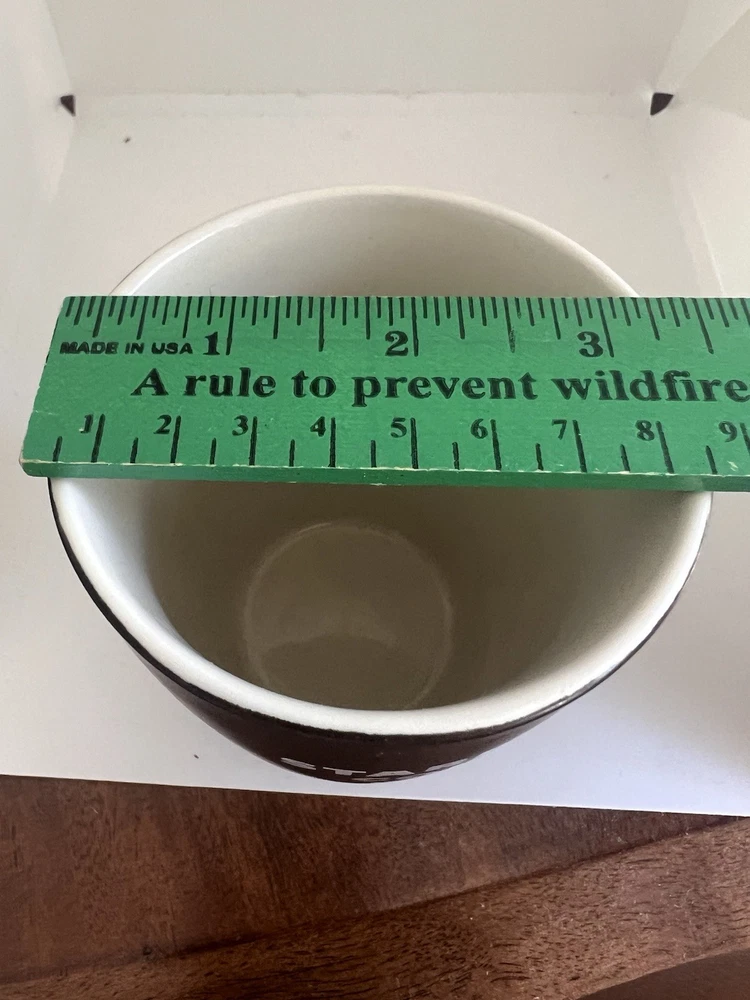 MADE IN USA 1 2 3
A rule to prevent wildfire
1 2 3 4 5 6 7 8 9